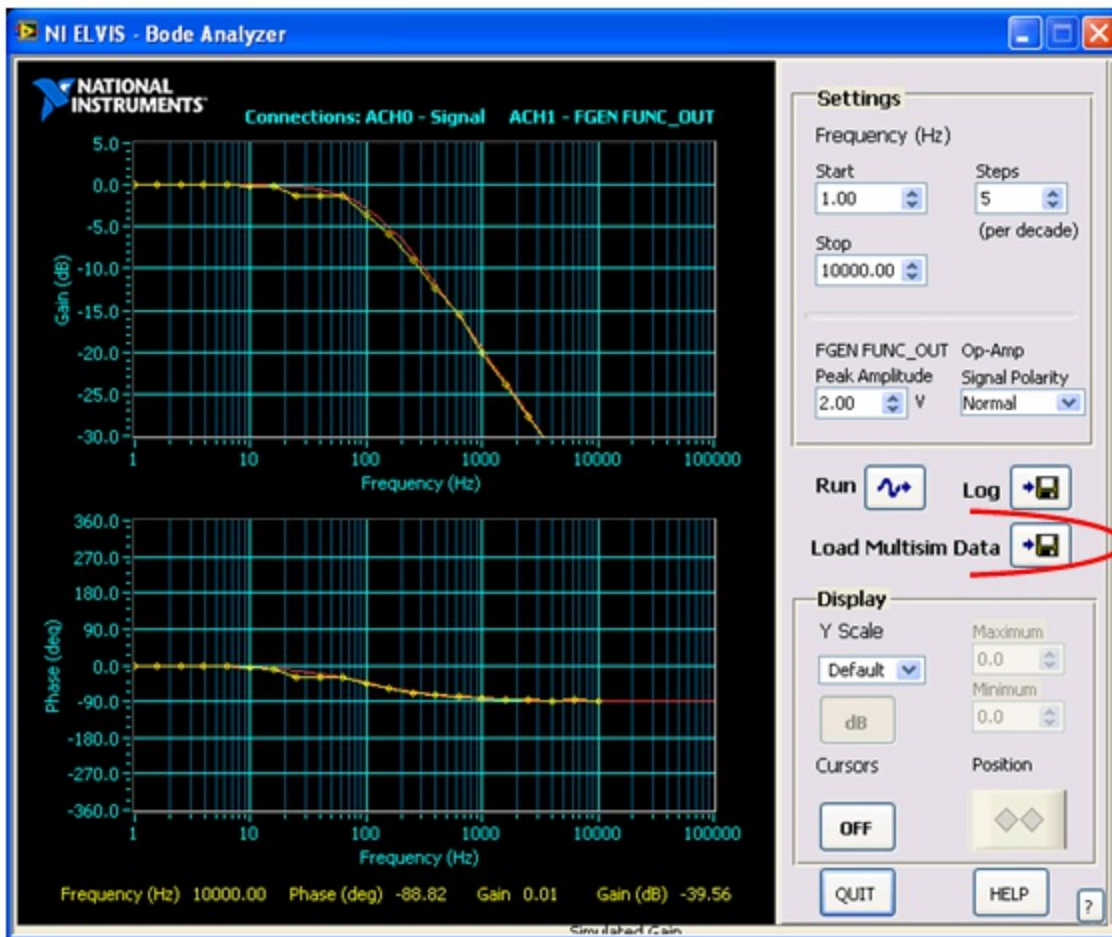 NI ELVIS - Bode Analyzer
NATIONAL
INSTRUMENTS
Connections: ACH0 - Signal ACH1 - FGEN FUNC_OUT
Gain (dB)
5.0
0.0
-5.0
-10.0
-15.0
-20.0
-25.0
-30.0
1 10 100 1000 10000 100000
Frequency (Hz)
Phase (deg)
360.0
270.0
180.0
90.0
0.0
-90.0
-180.0
-270.0
-360.0
1 10 100 1000 10000 100000
Frequency (Hz)
Frequency (Hz) 10000.00 Phase (deg) -88.82 Gain 0.01 Gain (dB) -39.56
Settings
Frequency (Hz)
Start Steps
1.00 5
(per decade)
Stop
10000.00
FGEN FUNC_OUT Op-Amp
Peak Amplitude Signal Polarity
2.00 V Normal
Run Log
Load Multisim Data
Display
Y Scale Maximum
Default 0.0
Minimum
dB 0.0
Cursors Position
OFF
QUIT HELP ?
Simulated Gain